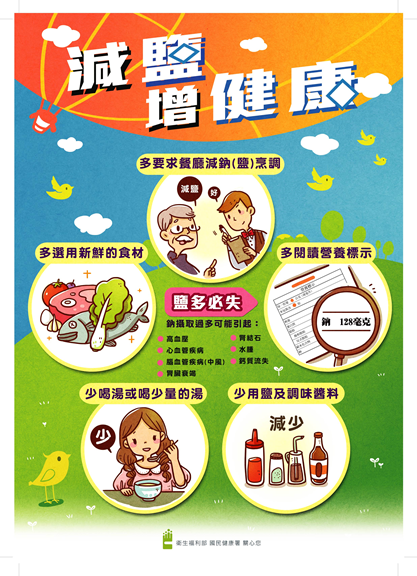 減鹽
增健康
多要求餐廳減鈉(鹽)烹調
減鹽
好
多選用新鮮的食材
多閱讀營養標示
鈉 128毫克
鹽多必失
鈉攝取過多可能引起：
高血壓
心血管疾病
腦血管疾病(中風)
腎臟衰竭
腎結石
水腫
鈣質流失
少喝湯或喝少量的湯
少
少用鹽及調味醬料
減少
衛生福利部 國民健康署 關心您